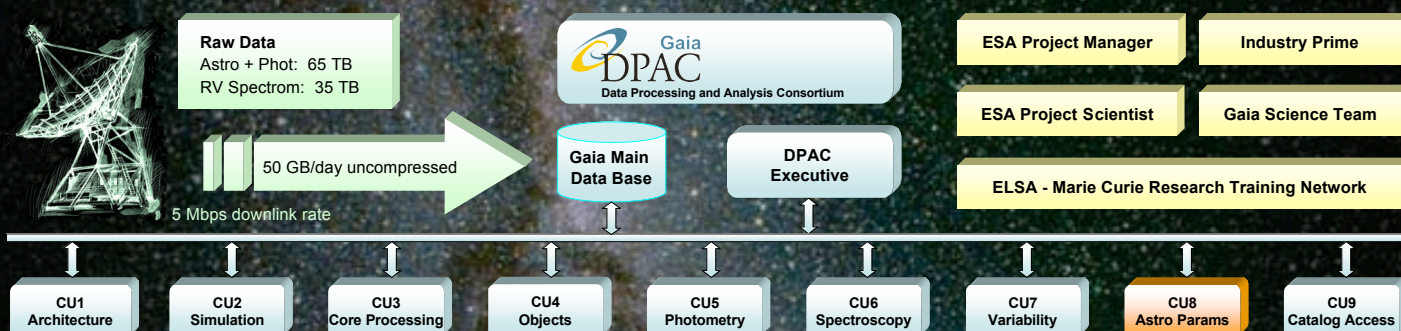 Raw Data
Astro + Phot: 65 TB
RV Spectrom: 35 TB
Gaia
DPAC
Data Processing and Analysis Consortium
ESA Project Manager
Industry Prime
ESA Project Scientist
Gaia Science Team
50 GB/day uncompressed
5 Mbps downlink rate
Gaia Main
Data Base
DPAC
Executive
ELSA - Marie Curie Research Training Network
CU1
Architecture
CU2
Simulation
CU3
Core Processing
CU4
Objects
CU5
Photometry
CU6
Spectroscopy
CU7
Variability
CU8
Astro Params
CU9
Catalog Access